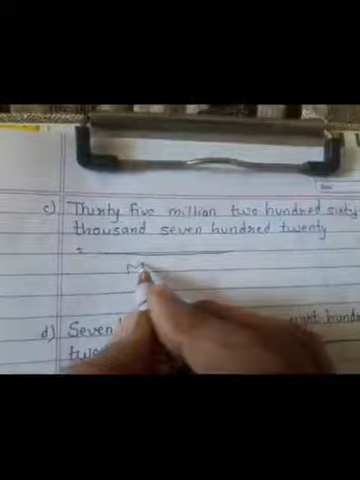 c) Thirty five million two hundred sixty
thousand seven hundred twenty
=
M
d) Seven